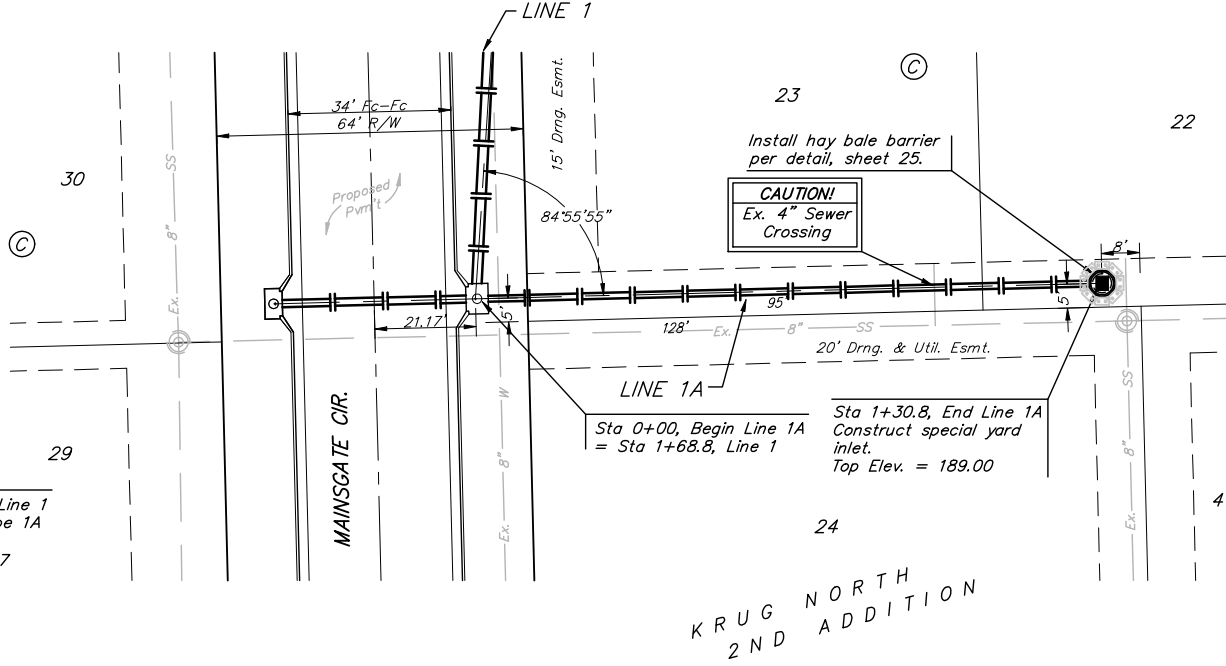 LINE 1
C
23
22
34' Fc-Fc
64' R/W
15' Drng. Esmt.
Install hay bale barrier
per detail, sheet 25.
30
SS
8"
Ex.
Proposed
Pvm't
CAUTION!
Ex. 4" Sewer
Crossing
84°55'55"
C
8'
95
5'
5'
21.17'
128'
Ex.
8"
SS
20' Drng. & Util. Esmt.
LINE 1A
MAINSGATE CIR.
W
8"
Ex.
SS
8"
Ex.
Sta 0+00, Begin Line 1A
= Sta 1+68.8, Line 1
Sta 1+30.8, End Line 1A
Construct special yard
inlet.
Top Elev. = 189.00
29
Line 1
pe 1A
7
24
4
KRUG NORTH
2ND ADDITION